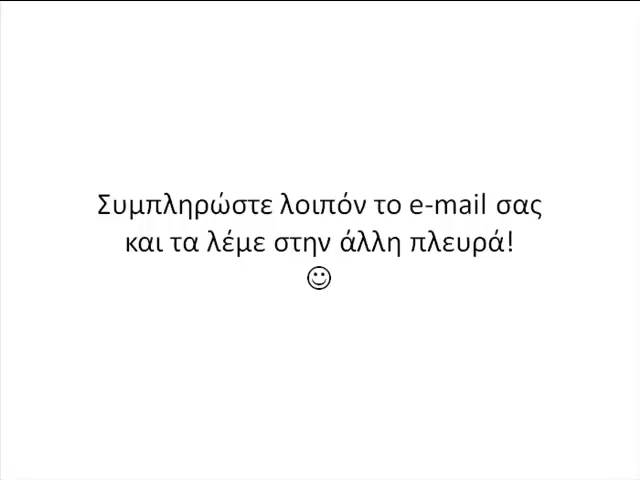 Συμπληρώστε λοιπόν το e-mail σας
και τα λέμε στην άλλη πλευρά!
☺